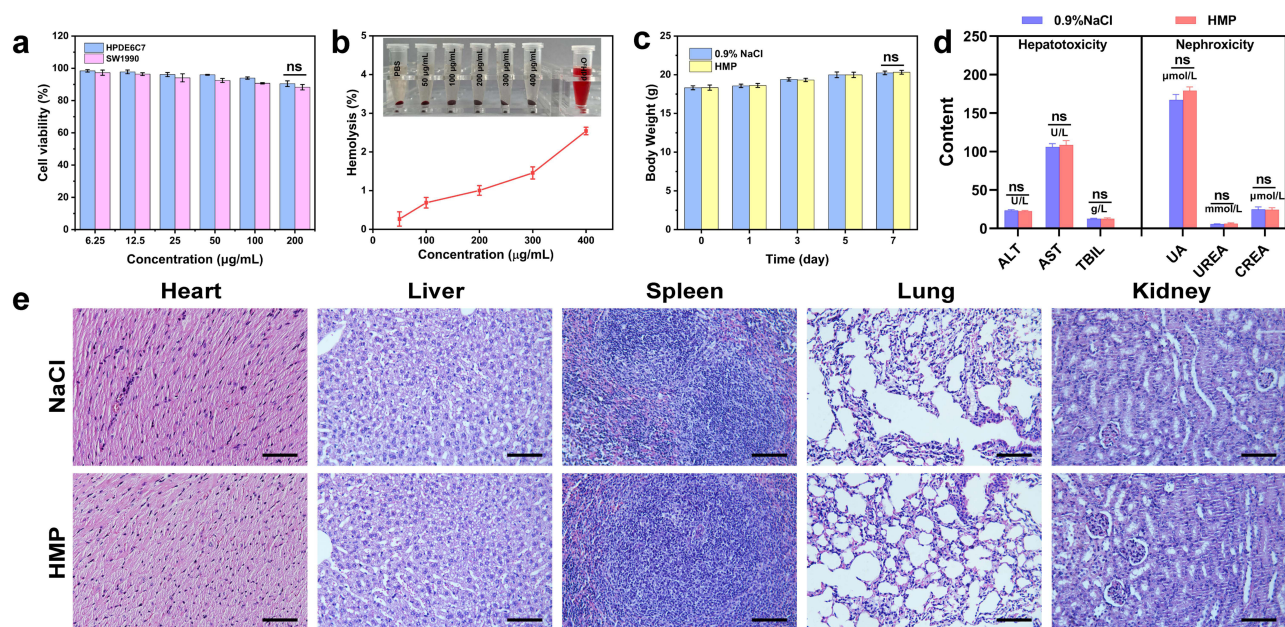 a
HPDE6C7
SW1990
ns
120
100
80
60
40
20
0
Cell viability (%)
6.25 12.5 25 50 100 200
Concentration (µg/mL)
b
PBS
50 µg/mL
100 µg/mL
200 µg/mL
300 µg/mL
400 µg/mL
ddH₂O
5
4
3
2
1
0
Hemolysis (%)
100 200 300 400
Concentration (µg/mL)
c
0.9% NaCl
HMP
ns
25
20
15
10
5
0
Body Weight (g)
0 1 3 5 7
Time (day)
0.9%NaCl HMP
d
Hepatotoxicity Nephroxicity
250
200
150
100
50
0
Content
ns
U/L
ns
U/L
ns
g/L
ns
µmol/L
ns
mmol/L
ns
µmol/L
ALT AST TBIL UA UREA CREA
e
Heart Liver Spleen Lung Kidney
NaCl
HMP